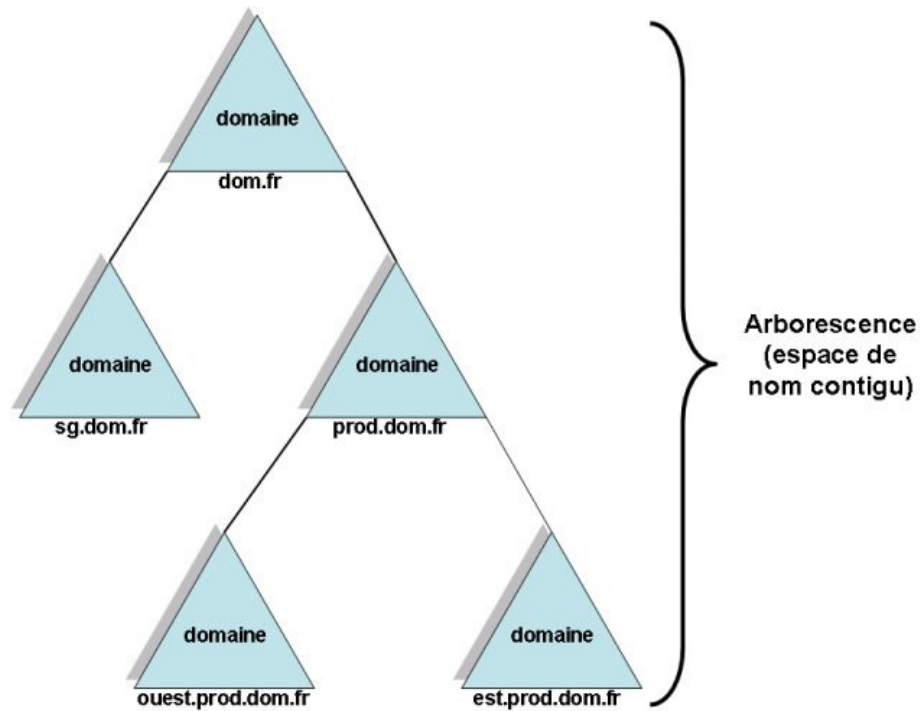 domaine
dom.fr
domaine
sg.dom.fr
domaine
prod.dom.fr
domaine
ouest.prod.dom.fr
domaine
est.prod.dom.fr
Arborescence
(espace de
nom contigu)